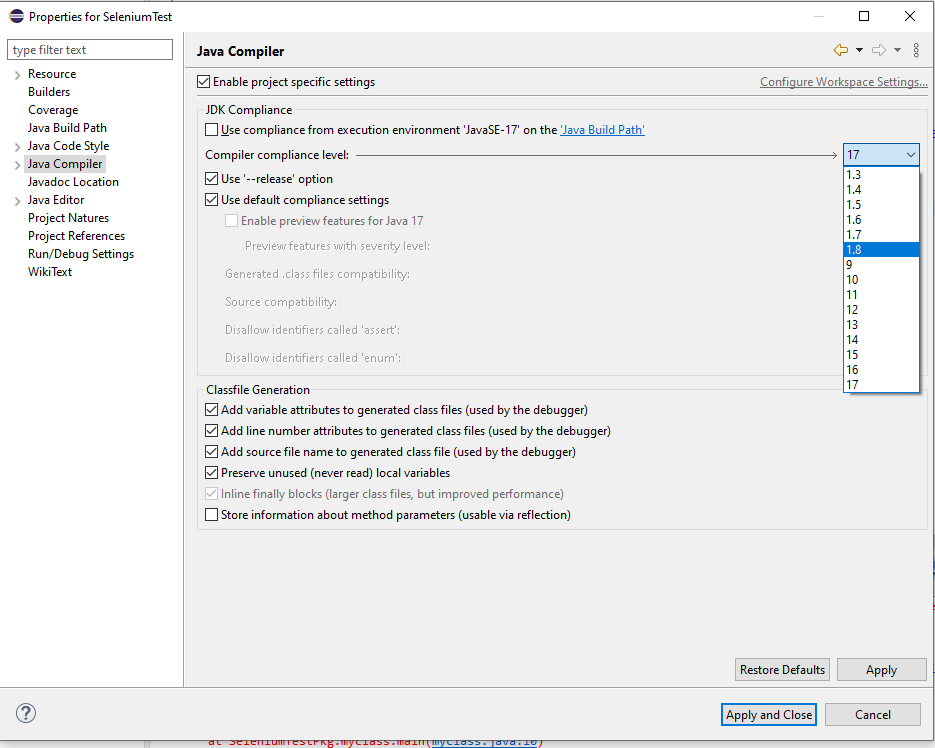 Properties for SeleniumTest
type filter text
Resource
Builders
Coverage
Java Build Path
Java Code Style
Java Compiler
Javadoc Location
Java Editor
Project Natures
Project References
Run/Debug Settings
WikiText
Java Compiler
Enable project specific settings
Configure Workspace Settings...
JDK Compliance
Use compliance from execution environment 'JavaSE-17' on the 'Java Build Path'
Compiler compliance level:
17
1.3
1.4
1.5
1.6
1.7
1.8
9
10
11
12
13
14
15
16
17
Use '--release' option
Use default compliance settings
Enable preview features for Java 17
Preview features with severity level:
Generated .class files compatibility:
Source compatibility:
Disallow identifiers called 'assert':
Disallow identifiers called 'enum':
Classfile Generation
Add variable attributes to generated class files (used by the debugger)
Add line number attributes to generated class files (used by the debugger)
Add source file name to generated class file (used by the debugger)
Preserve unused (never read) local variables
Inline finally blocks (larger class files, but improved performance)
Store information about method parameters (usable via reflection)
Restore Defaults
Apply
?
Apply and Close
Cancel
at SeleniumTestPkg.myclass.main(myclass.java:10)